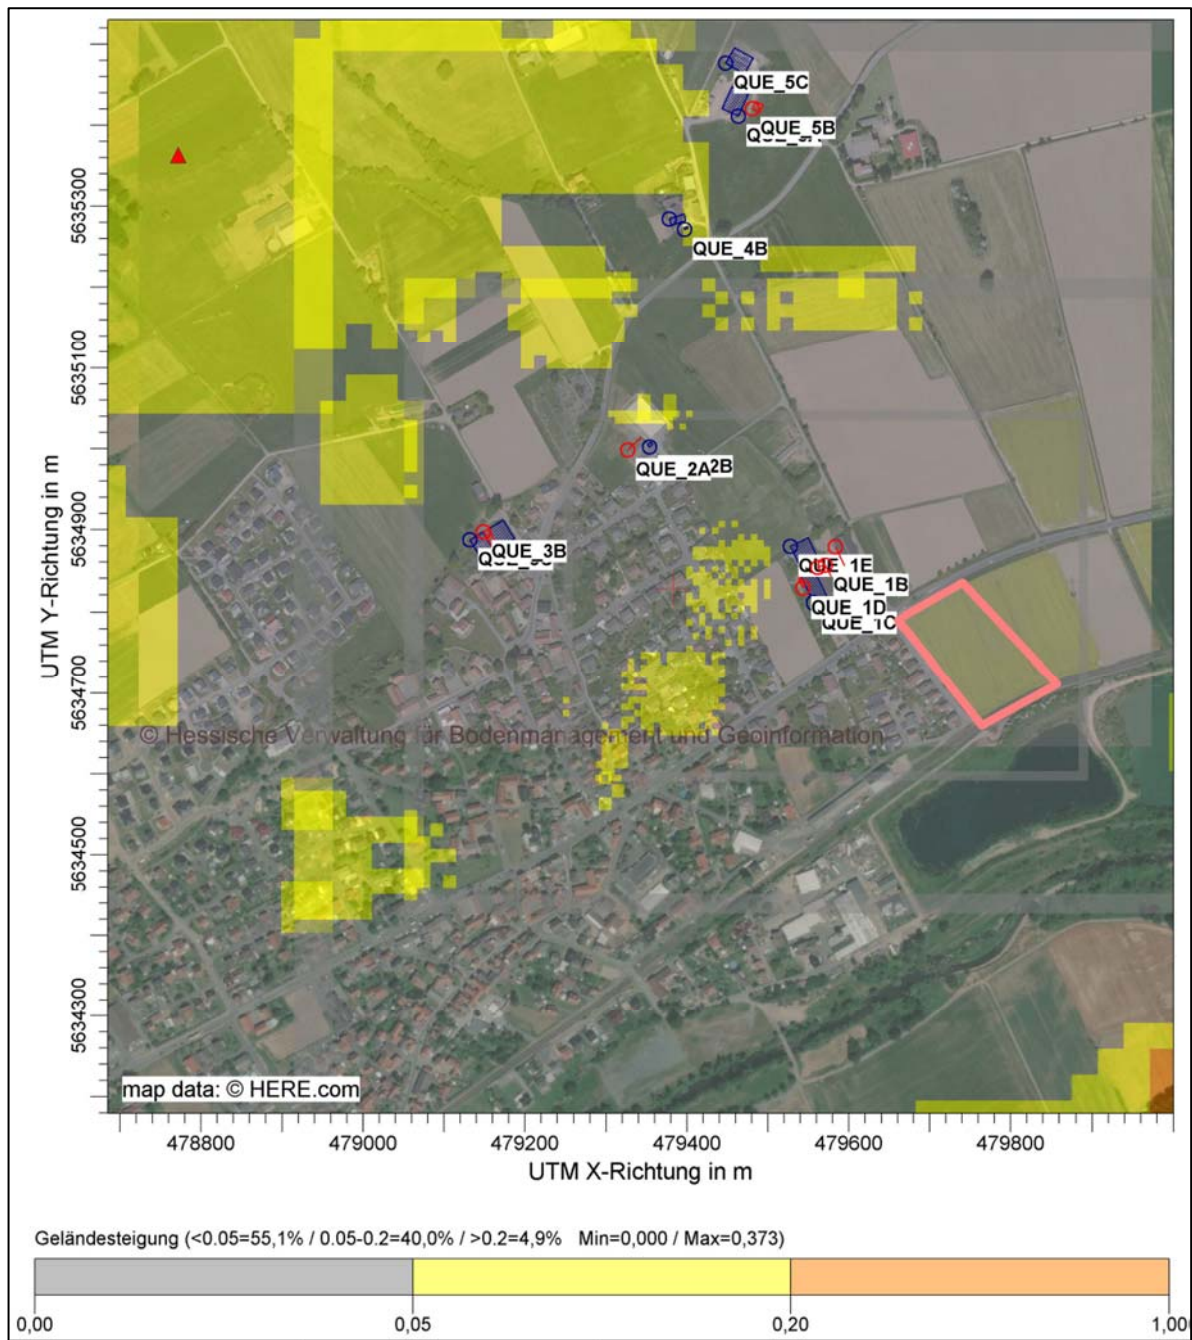 QUE_5C
QUE_5B
QUE_4B
QUE_2A
2B
QUE_3B
QUE_1E
QUE_1B
QUE_1D
QUE_1C
© Hessische Verwaltung für Bodenmanagement und Geoinformation
map data: © HERE.com
UTM Y-Richtung in m
5635300
5635100
5634900
5634700
5634500
5634300
478800 479000 479200 479400 479600 479800
UTM X-Richtung in m
Geländesteigung (<0.05=55,1% / 0.05-0.2=40,0% / >0.2=4,9% Min=0,000 / Max=0,373)
0,00 0,05 0,20 1,00